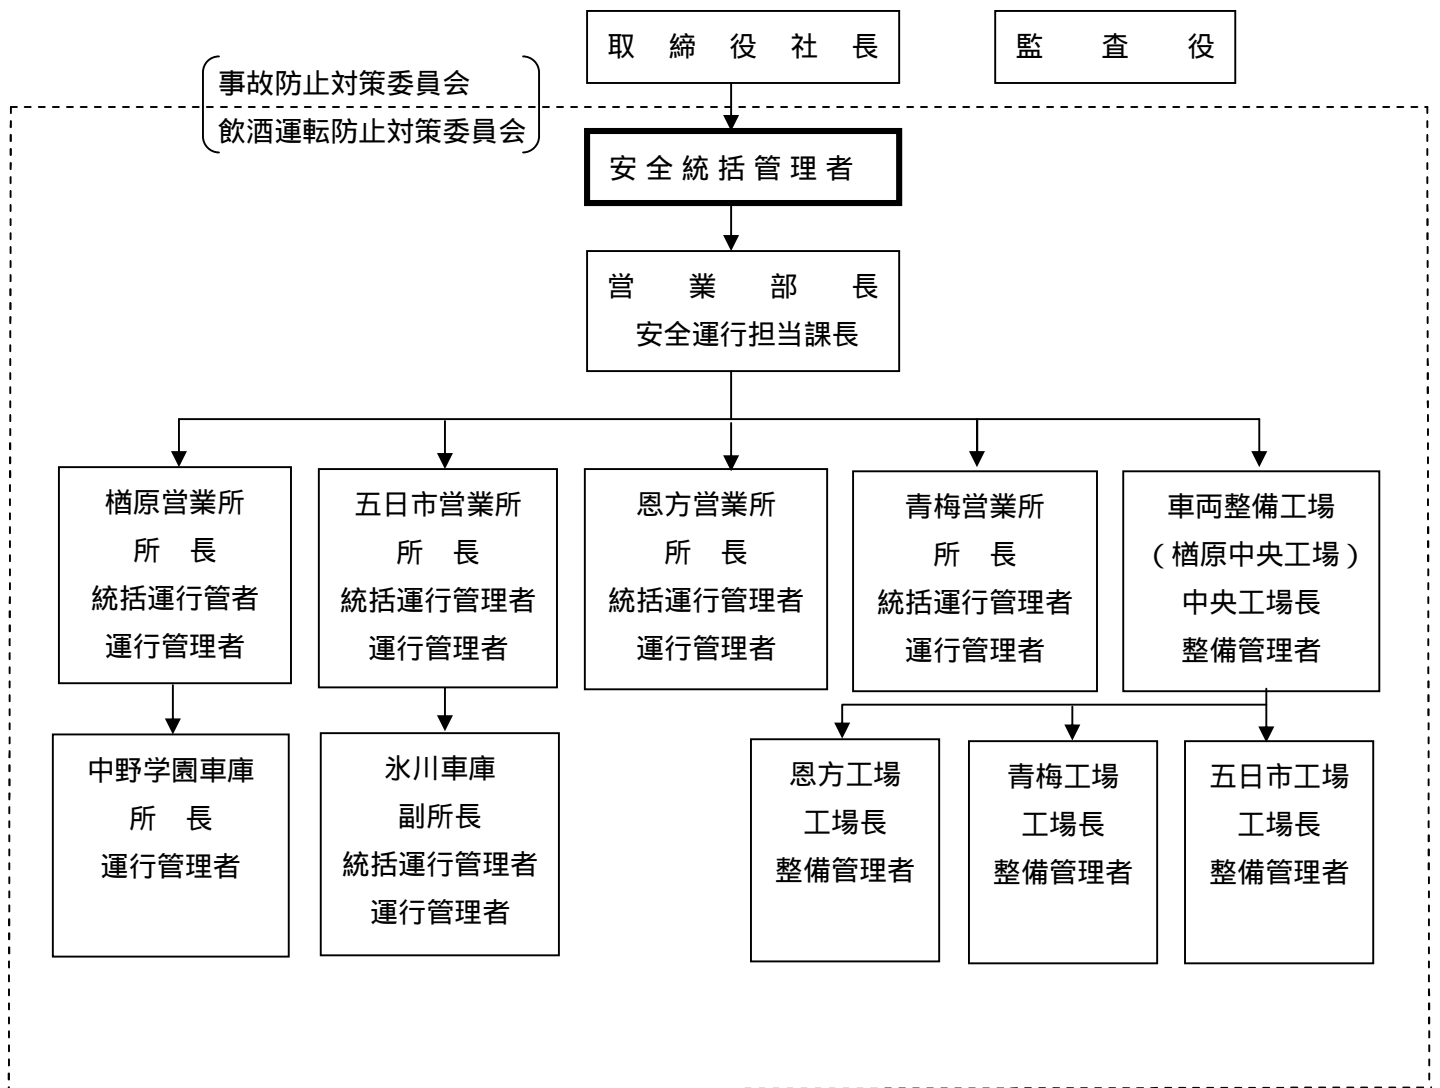 取締役社長
監査役
事故防止対策委員会
飲酒運転防止対策委員会
安全統括管理者
営業部長
安全運行担当課長
楢原営業所
所 長
統括運行管者
運行管理者
五日市営業所
所 長
統括運行管理者
運行管理者
恩方営業所
所 長
統括運行管理者
運行管理者
青梅営業所
所 長
統括運行管理者
運行管理者
車両整備工場
（楢原中央工場）
中央工場長
整備管理者
中野学園車庫
所 長
運行管理者
氷川車庫
副所長
統括運行管理者
運行管理者
恩方工場
工場長
整備管理者
青梅工場
工場長
整備管理者
五日市工場
工場長
整備管理者